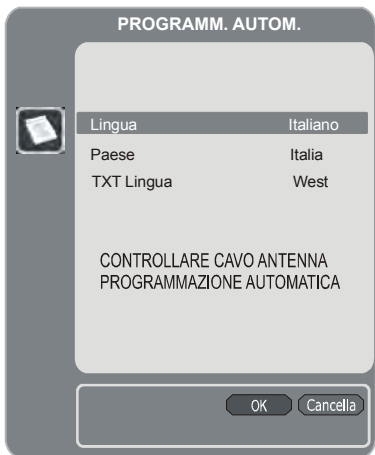 PROGRAMM. AUTOM.
Lingua Italiano
Paese Italia
TXT Lingua West
CONTROLLARE CAVO ANTENNA
PROGRAMMAZIONE AUTOMATICA
OK Cancella